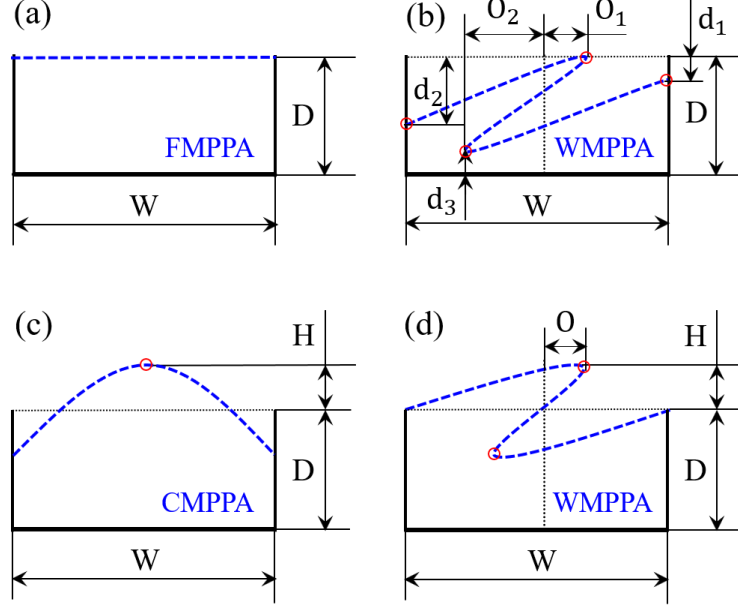 (a)
D
FMPPA
W
(b)
O₂
O₁
d₁
d₂
D
WMPPA
d₃
W
(c)
H
D
CMPPA
W
(d)
O
H
D
WMPPA
W